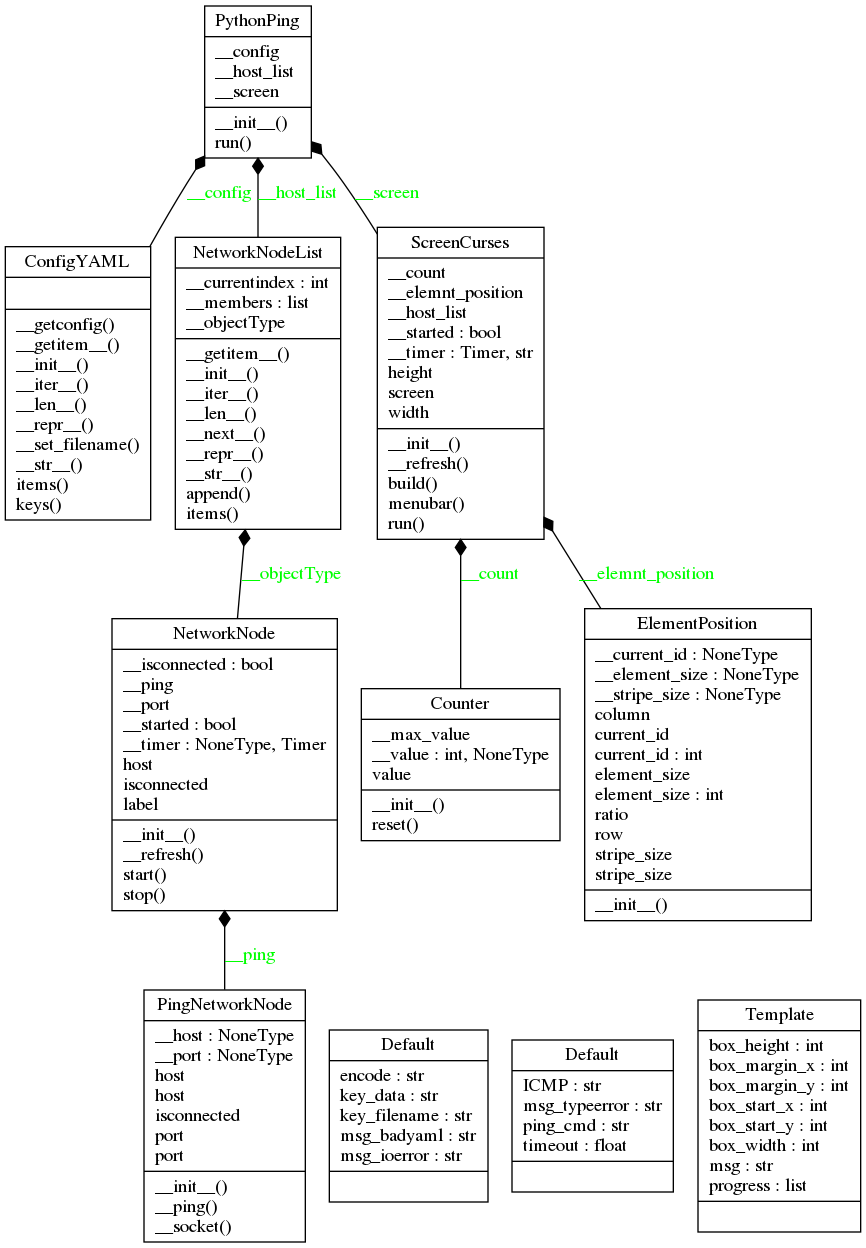 PythonPing
__config
__host_list
__screen
__init__()
run()
__config
__host_list
__screen
ConfigYAML
__getconfig()
__getitem__()
__init__()
__iter__()
__len__()
__repr__()
__set_filename()
__str__()
items()
keys()
NetworkNodeList
__currentindex : int
__members : list
__objectType
__getitem__()
__init__()
__iter__()
__len__()
__next__()
__repr__()
__str__()
append()
items()
ScreenCurses
__count
__elemnt_position
__host_list
__started : bool
__timer : Timer, str
height
screen
width
__init__()
__refresh()
build()
menubar()
run()
__objectType
__count
__elemnt_position
NetworkNode
__isconnected : bool
__ping
__port
__started : bool
__timer : NoneType, Timer
host
isconnected
label
__init__()
__refresh()
start()
stop()
Counter
__max_value
__value : int, NoneType
value
__init__()
reset()
ElementPosition
__current_id : NoneType
__element_size : NoneType
__stripe_size : NoneType
column
current_id
current_id : int
element_size
element_size : int
ratio
row
stripe_size
stripe_size
__init__()
__ping
PingNetworkNode
__host : NoneType
__port : NoneType
host
host
isconnected
port
port
__init__()
__ping()
__socket()
Default
encode : str
key_data : str
key_filename : str
msg_badyaml : str
msg_ioerror : str
Default
ICMP : str
msg_typeerror : str
ping_cmd : str
timeout : float
Template
box_height : int
box_margin_x : int
box_margin_y : int
box_start_x : int
box_start_y : int
box_width : int
msg : str
progress : list